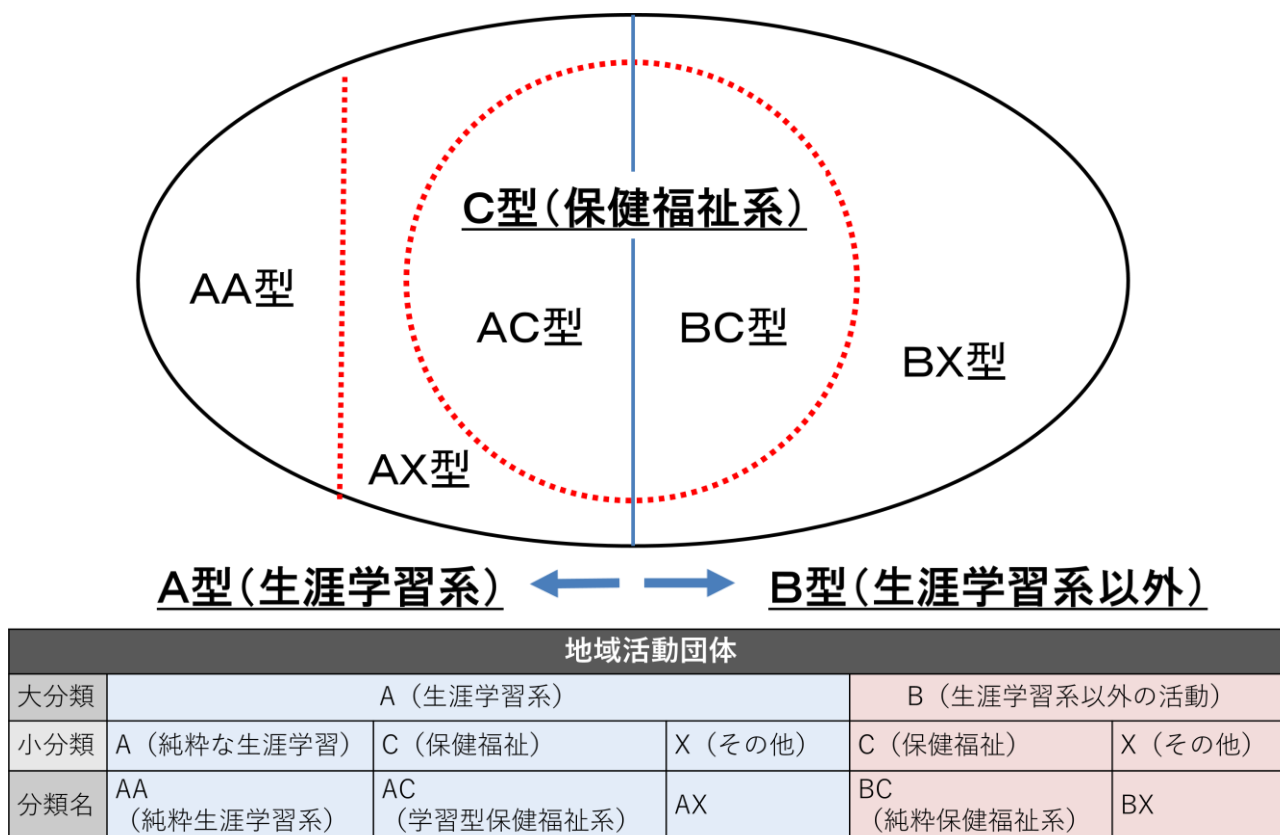 C型(保健福祉系)
AA型
AC型
BC型
BX型
AX型
A型(生涯学習系)
B型(生涯学習系以外)
地域活動団体
大分類 A(生涯学習系) B(生涯学習系以外の活動)
小分類 A(純粋な生涯学習) C(保健福祉) X(その他) C(保健福祉) X(その他)
分類名 AA(純粋生涯学習系) AC(学習型保健福祉系) AX BC(純粋保健福祉系) BX